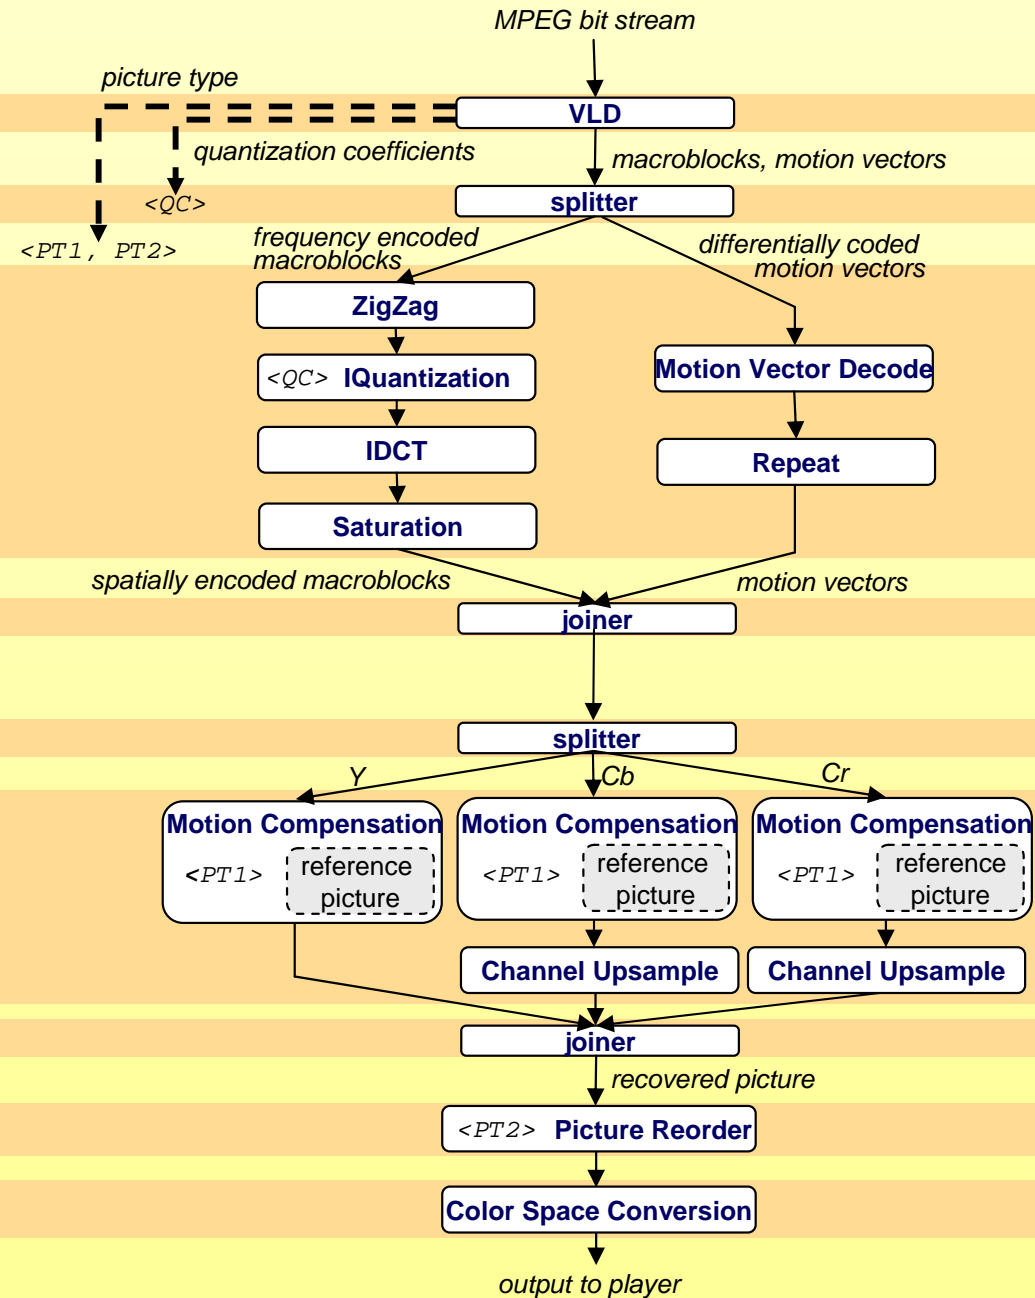 MPEG bit stream
picture type
VLD
quantization coefficients
macroblocks, motion vectors
<QC>
splitter
<PT1, PT2>
frequency encoded
macroblocks
differentially coded
motion vectors
ZigZag
<QC> IQuantization
Motion Vector Decode
IDCT
Repeat
Saturation
spatially encoded macroblocks
motion vectors
joiner
splitter
Y
Cb
Cr
Motion Compensation
<PT1>
reference
picture
Motion Compensation
<PT1>
reference
picture
Motion Compensation
<PT1>
reference
picture
Channel Upsample
Channel Upsample
joiner
recovered picture
<PT2> Picture Reorder
Color Space Conversion
output to player